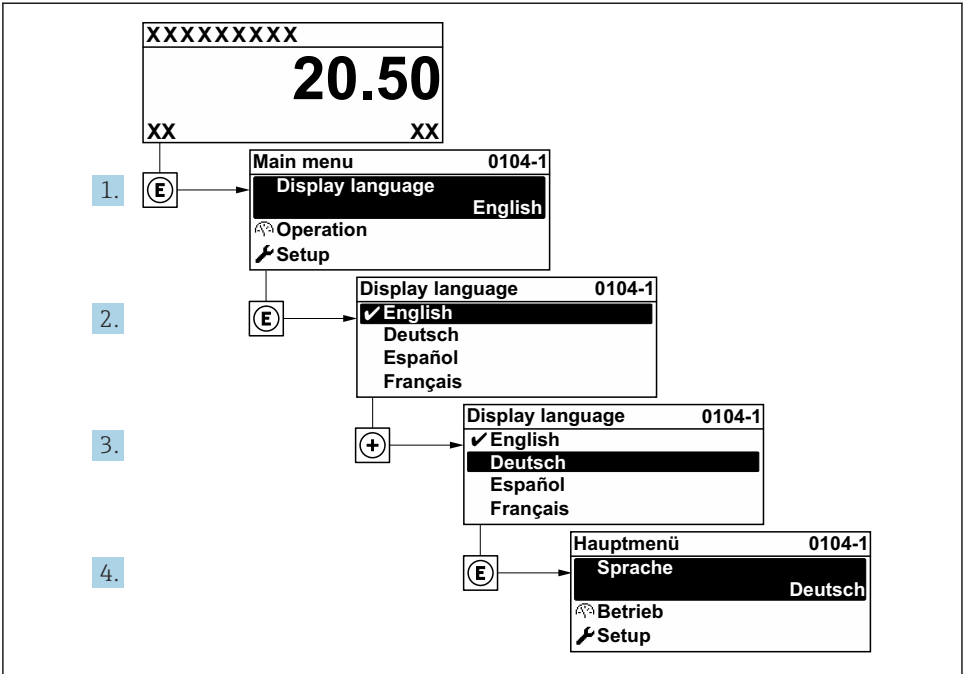 XXXXXXXXX
20.50
XX XX
1. E
Main menu 0104-1
Display language
English
Operation
Setup
2. E
Display language 0104-1
✔English
Deutsch
Español
Français
3. +
Display language 0104-1
✔English
Deutsch
Español
Français
4. E
Hauptmenü 0104-1
Sprache
Deutsch
Betrieb
Setup